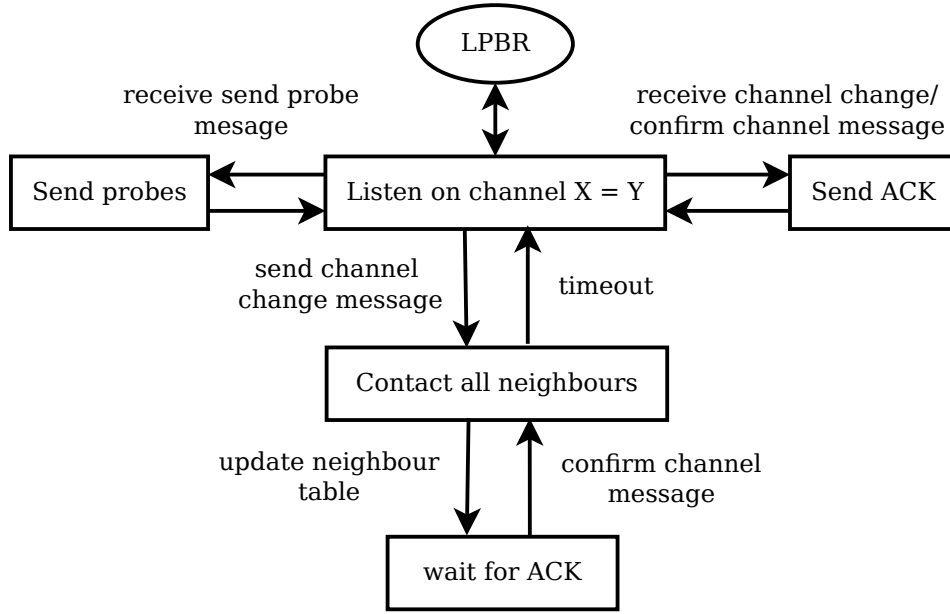 LPBR
receive send probe
mesage
receive channel change/
confirm channel message
Send probes
Listen on channel X = Y
Send ACK
send channel
change message
timeout
Contact all neighbours
update neighbour
table
confirm channel
message
wait for ACK